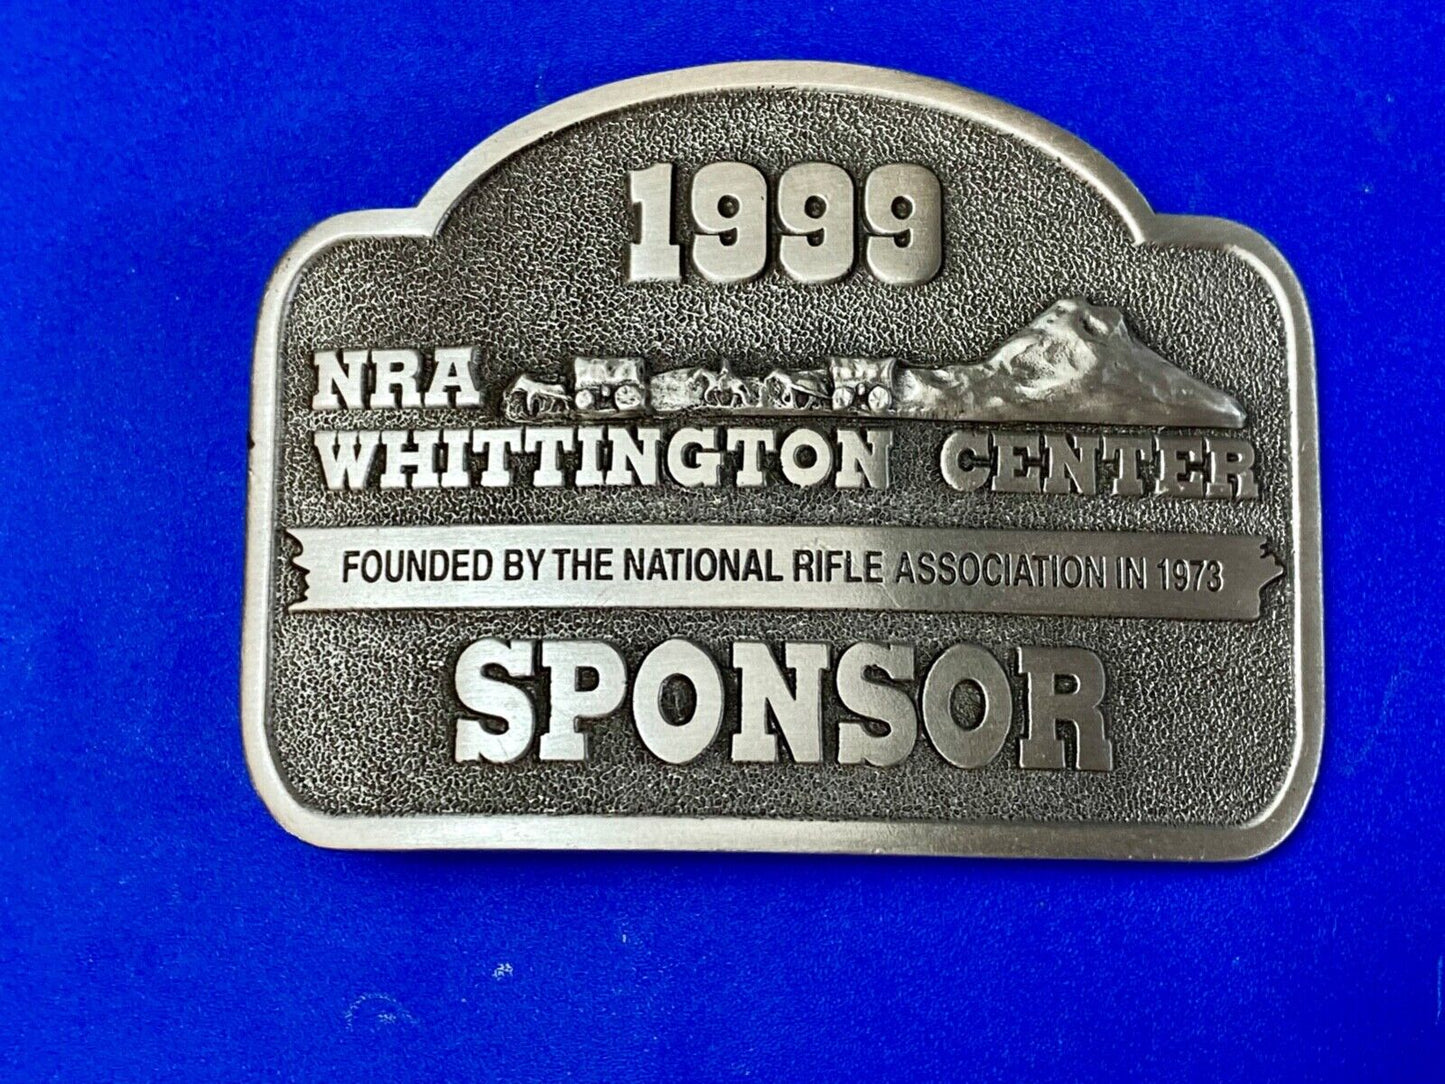 1999
NRA
WHITTINGTON CENTER
FOUNDED BY THE NATIONAL RIFLE ASSOCIATION IN 1973
SPONSOR